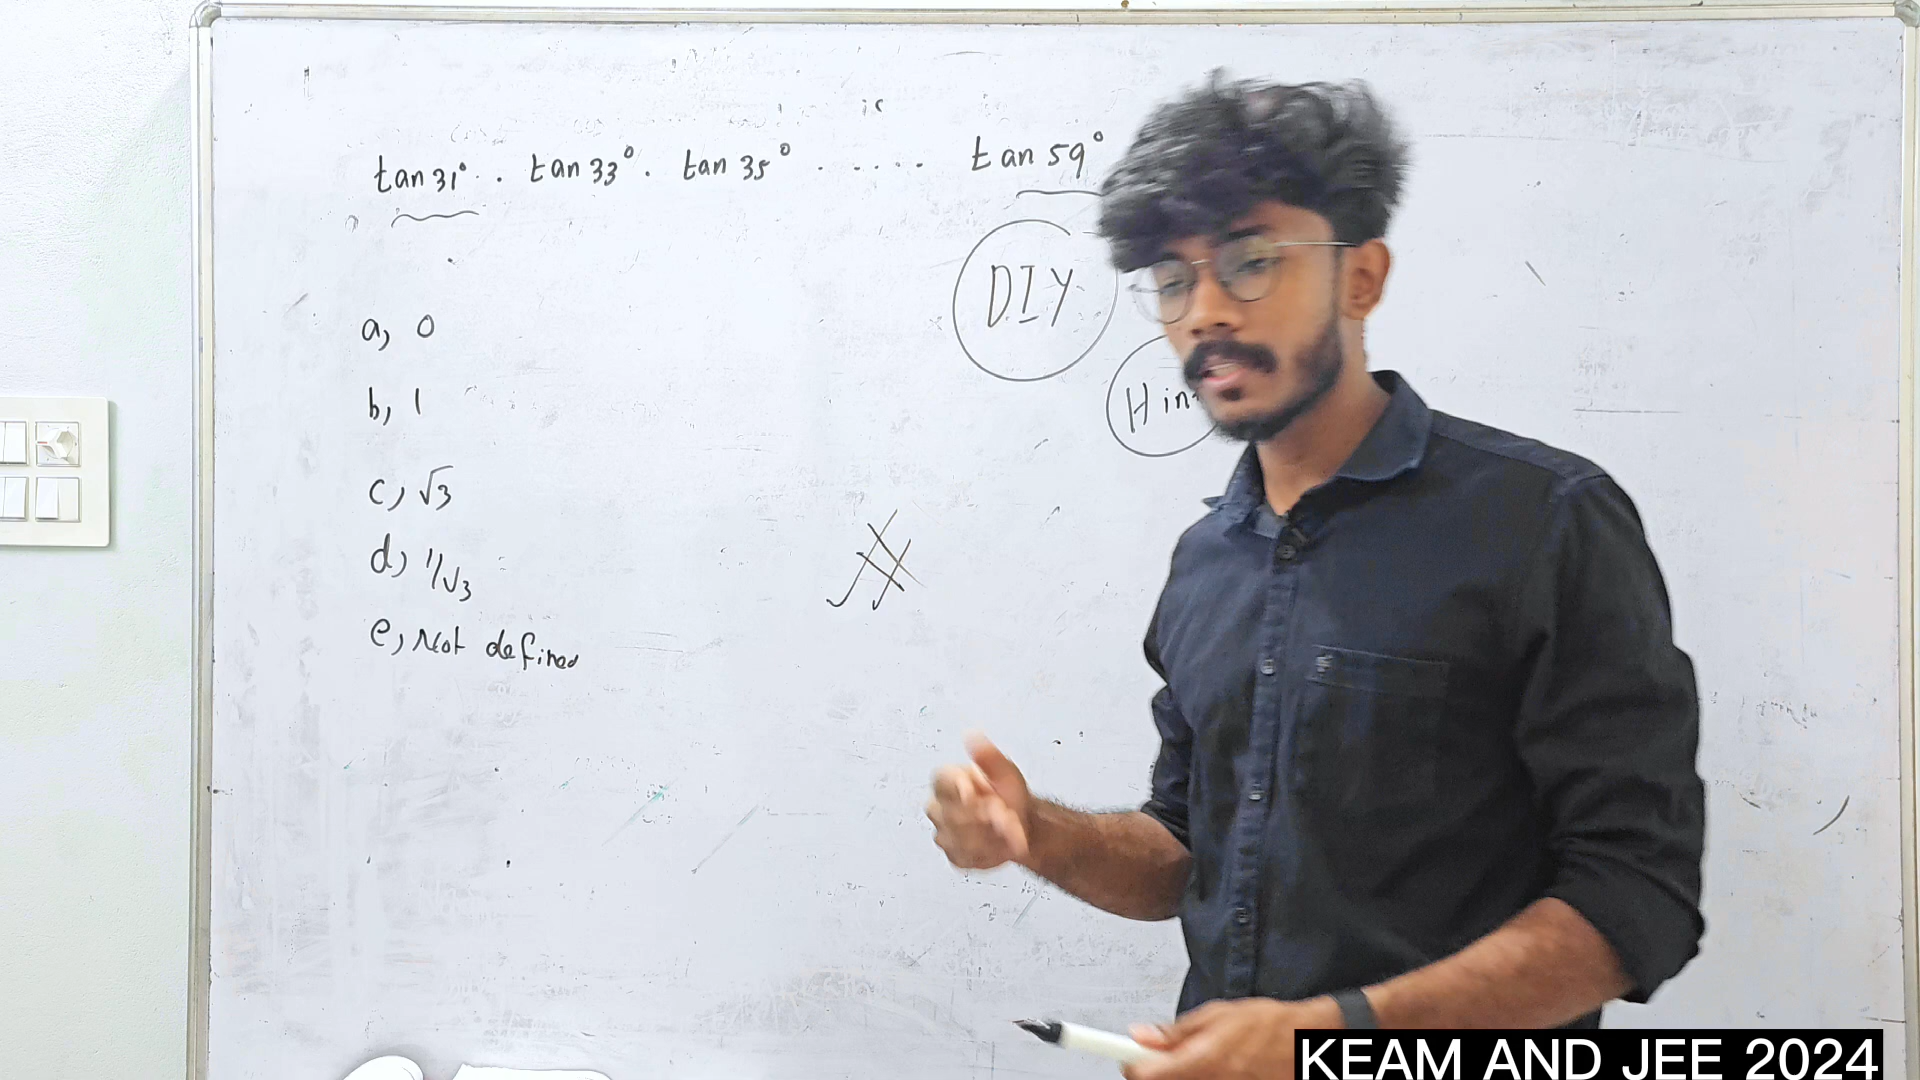 is
tan 31° . tan 33° . tan 35° ...... tan 59°
DIY
a, 0
b, 1
c, √3
d, 1/√3
e, Not defined
KEAM AND JEE 2024